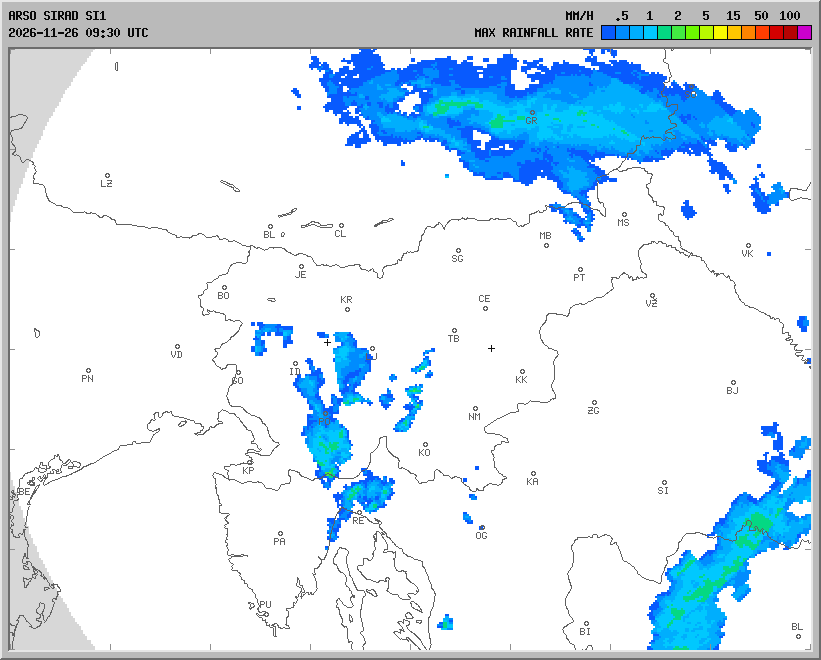 ARSO SIRAD SI1
2026-11-26 09:30 UTC
MM/H .5 1 2 5 15 50 100
MAX RAINFALL RATE
GR
LZ
MS
BL
CL
MB
VK
SG
JE
PT
BO
KR
CE
VZ
TB
VD
ID
GO
KK
PN
BJ
ZG
NM
KO
KP
KA
SI
BE
RE
OG
PA
PU
BI
BL